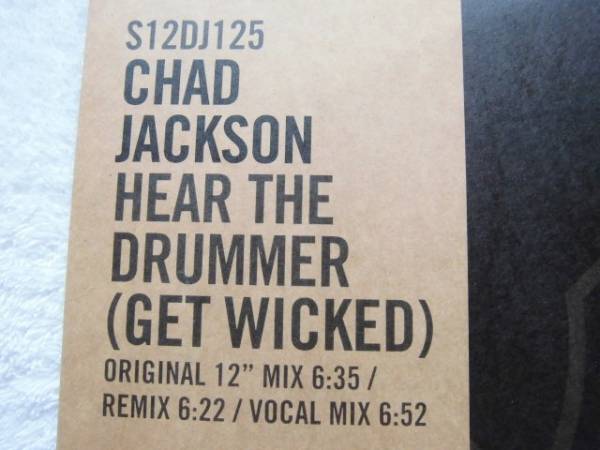 S12DJ125
CHAD
JACKSON
HEAR THE
DRUMMER
(GET WICKED)
ORIGINAL 12” MIX 6:35 /
REMIX 6:22 / VOCAL MIX 6:52